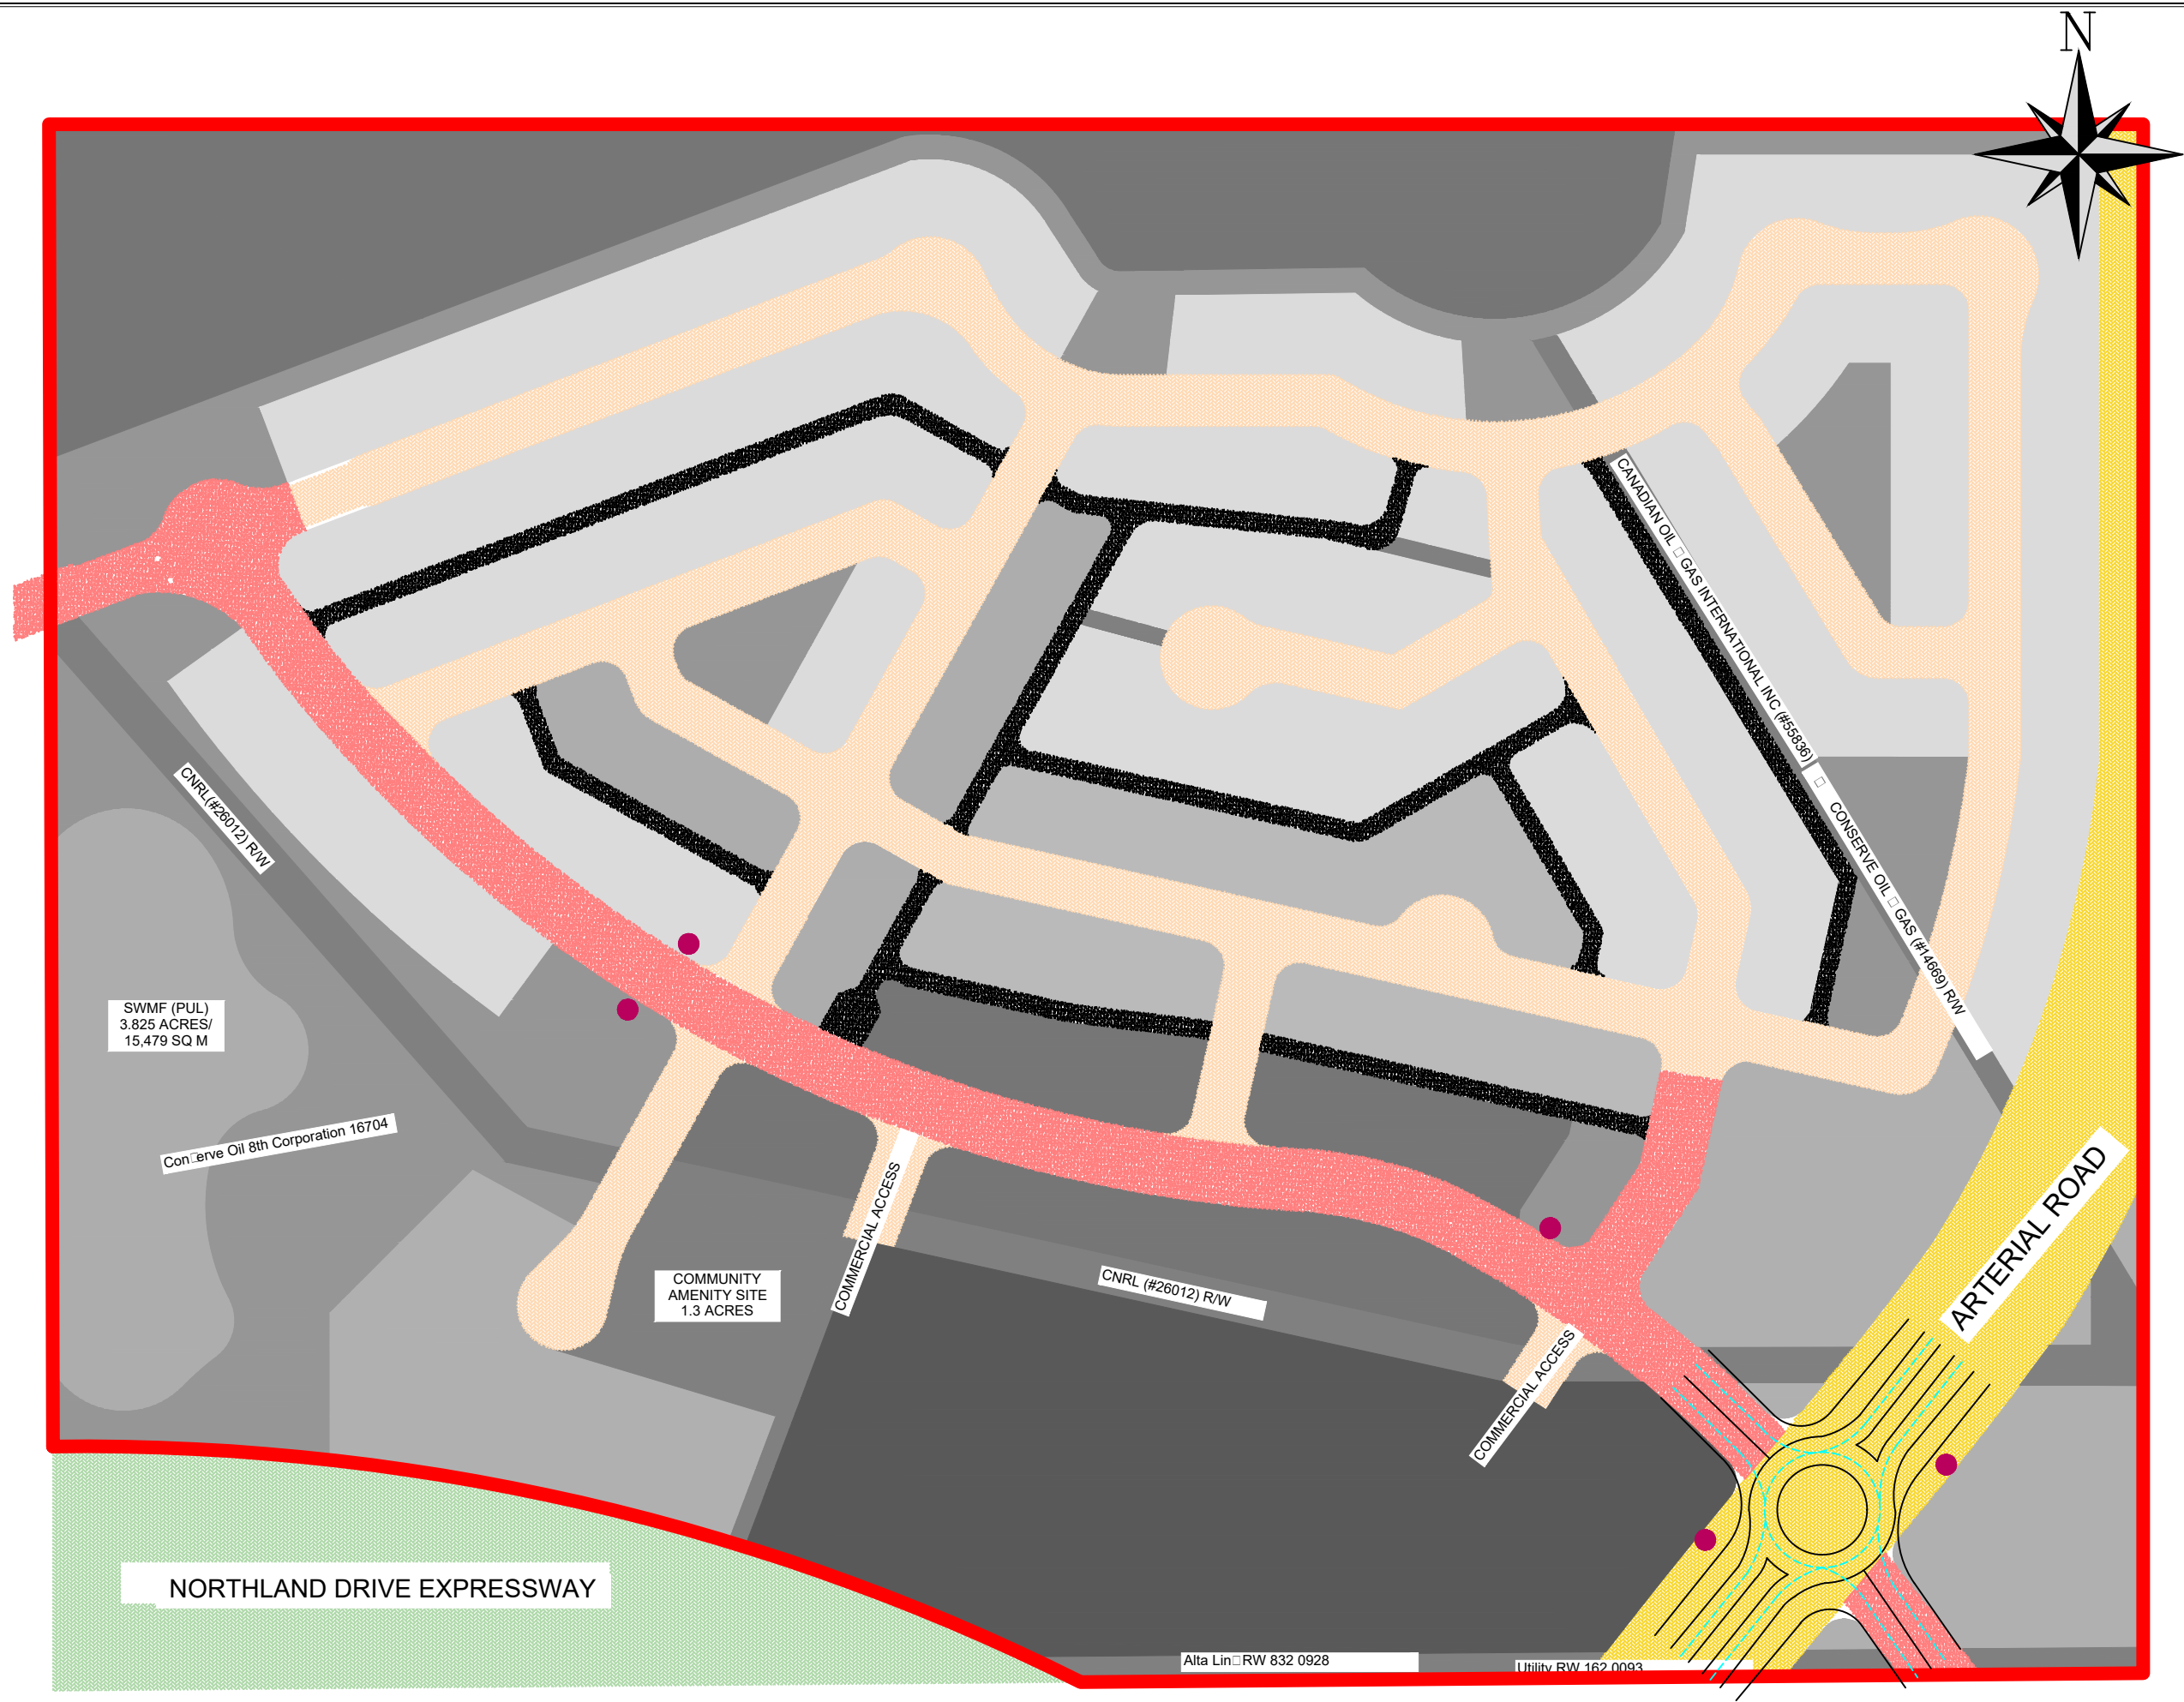 N
CANADIAN OIL □ GAS INTERNATIONAL INC (#55836) □ CONSERVE OIL □ GAS (#14669) R/W
CNRL(#26012) R/W
SWMF (PUL)
3.825 ACRES/
15,479 SQ M
Con□erve Oil 8th Corporation 16704
COMMERCIAL ACCESS
COMMUNITY
AMENITY SITE
1.3 ACRES
CNRL (#26012) R/W
ARTERIAL ROAD
COMMERCIAL ACCESS
NORTHLAND DRIVE EXPRESSWAY
Alta Lin□ RW 832 0928
Utility RW 162 0093